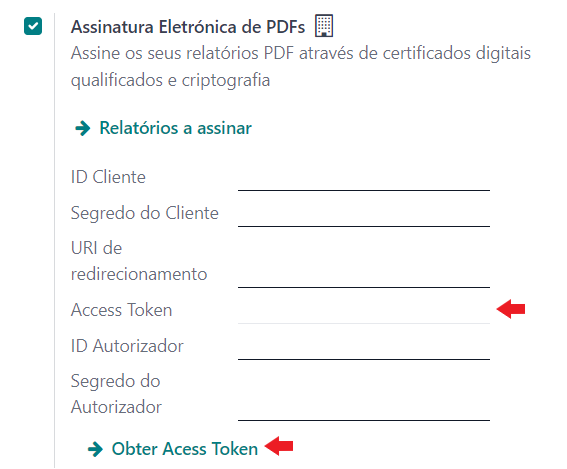 Assinatura Eletrónica de PDFs
Assine os seus relatórios PDF através de certificados digitais
qualificados e criptografia
Relatórios a assinar
ID Cliente
Segredo do Cliente
URI de
redirecionamento
Access Token
ID Autorizador
Segredo do
Autorizador
Obter Acess Token